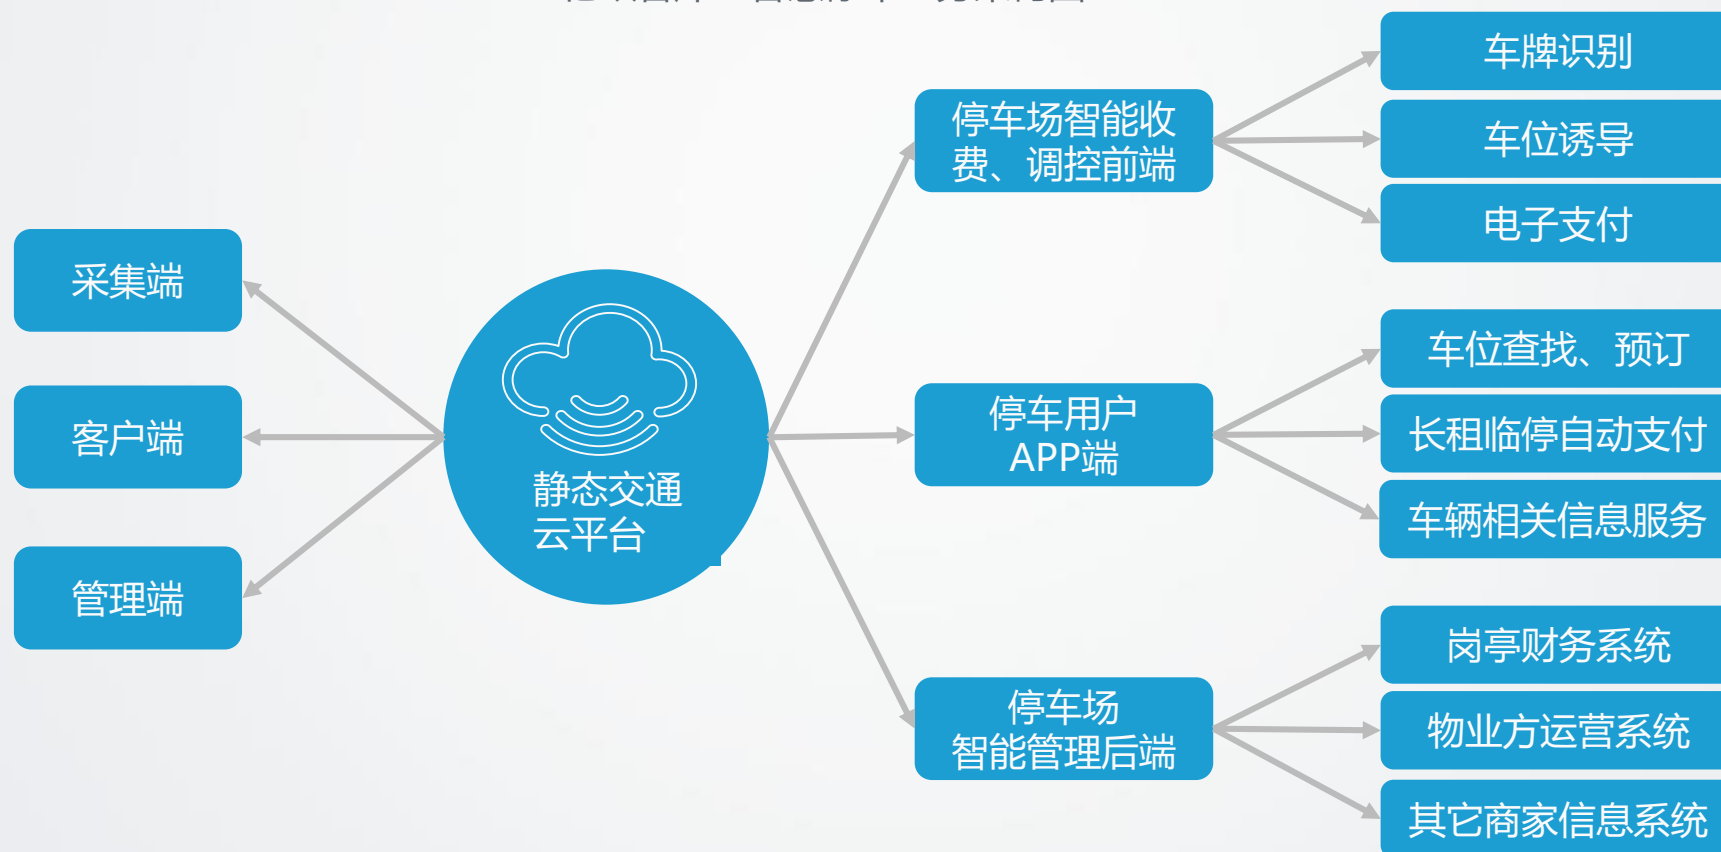 采集端
客户端
管理端
静态交通
云平台
停车场智能收
费、调控前端
停车用户
APP端
停车场
智能管理后端
车牌识别
车位诱导
电子支付
车位查找、预订
长租临停自动支付
车辆相关信息服务
岗亭财务系统
物业方运营系统
其它商家信息系统